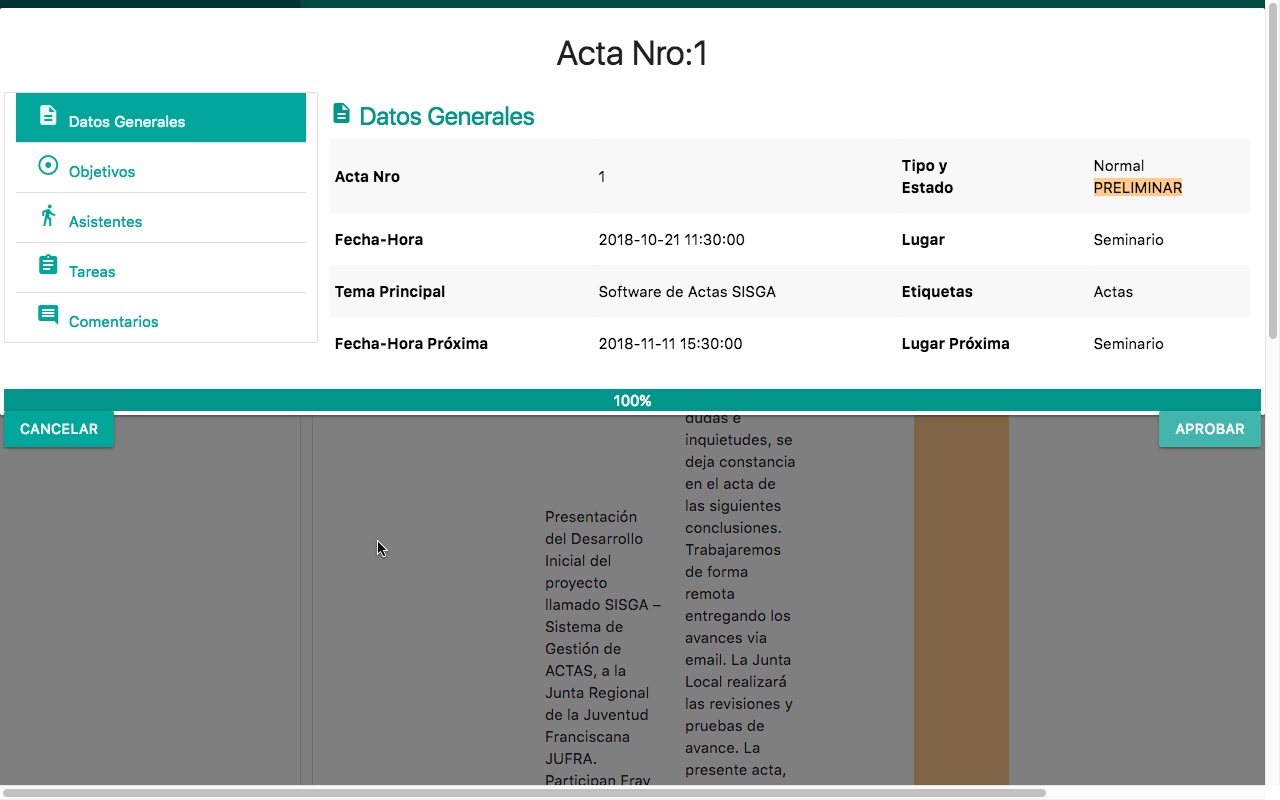 Acta Nro:1
Datos Generales
Objetivos
Asistentes
Tareas
Comentarios
Datos Generales
Acta Nro
1
Tipo y
Estado
Normal
PRELIMINAR
Fecha-Hora
2018-10-21 11:30:00
Lugar
Seminario
Tema Principal
Software de Actas SISGA
Etiquetas
Actas
Fecha-Hora Próxima
2018-11-11 15:30:00
Lugar Próxima
Seminario
100%
CANCELAR
APROBAR
Presentación
del Desarrollo
Inicial del
proyecto
llamado SISGA –
Sistema de
Gestión de
ACTAS, a la
Junta Regional
de la Juventud
Franciscana
JUFRA.
Participan Fray
dudas e
inquietudes, se
deja constancia
en el acta de
las siguientes
conclusiones.
Trabajaremos
de forma
remota
entregando los
avances via
email. La Junta
Local realizará
las revisiones y
pruebas de
avance. La
presente acta,